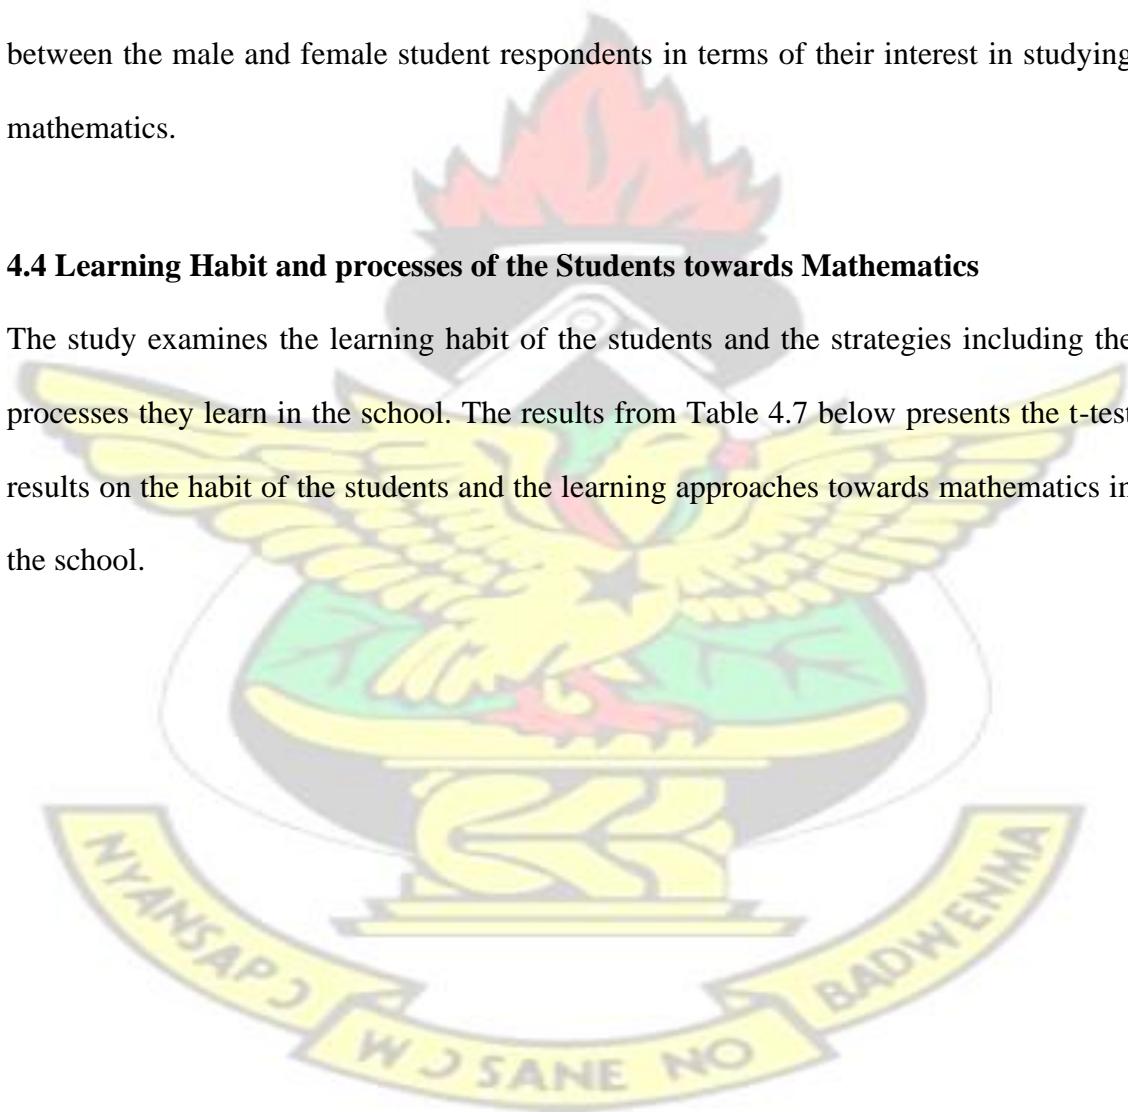 between the male and female student respondents in terms of their interest in studying
mathematics.
4.4 Learning Habit and processes of the Students towards Mathematics
The study examines the learning habit of the students and the strategies including the
processes they learn in the school. The results from Table 4.7 below presents the t-test
results on the habit of the students and the learning approaches towards mathematics in
the school.
NYANSAPƆ
WƆSANE NO
BADWENMA